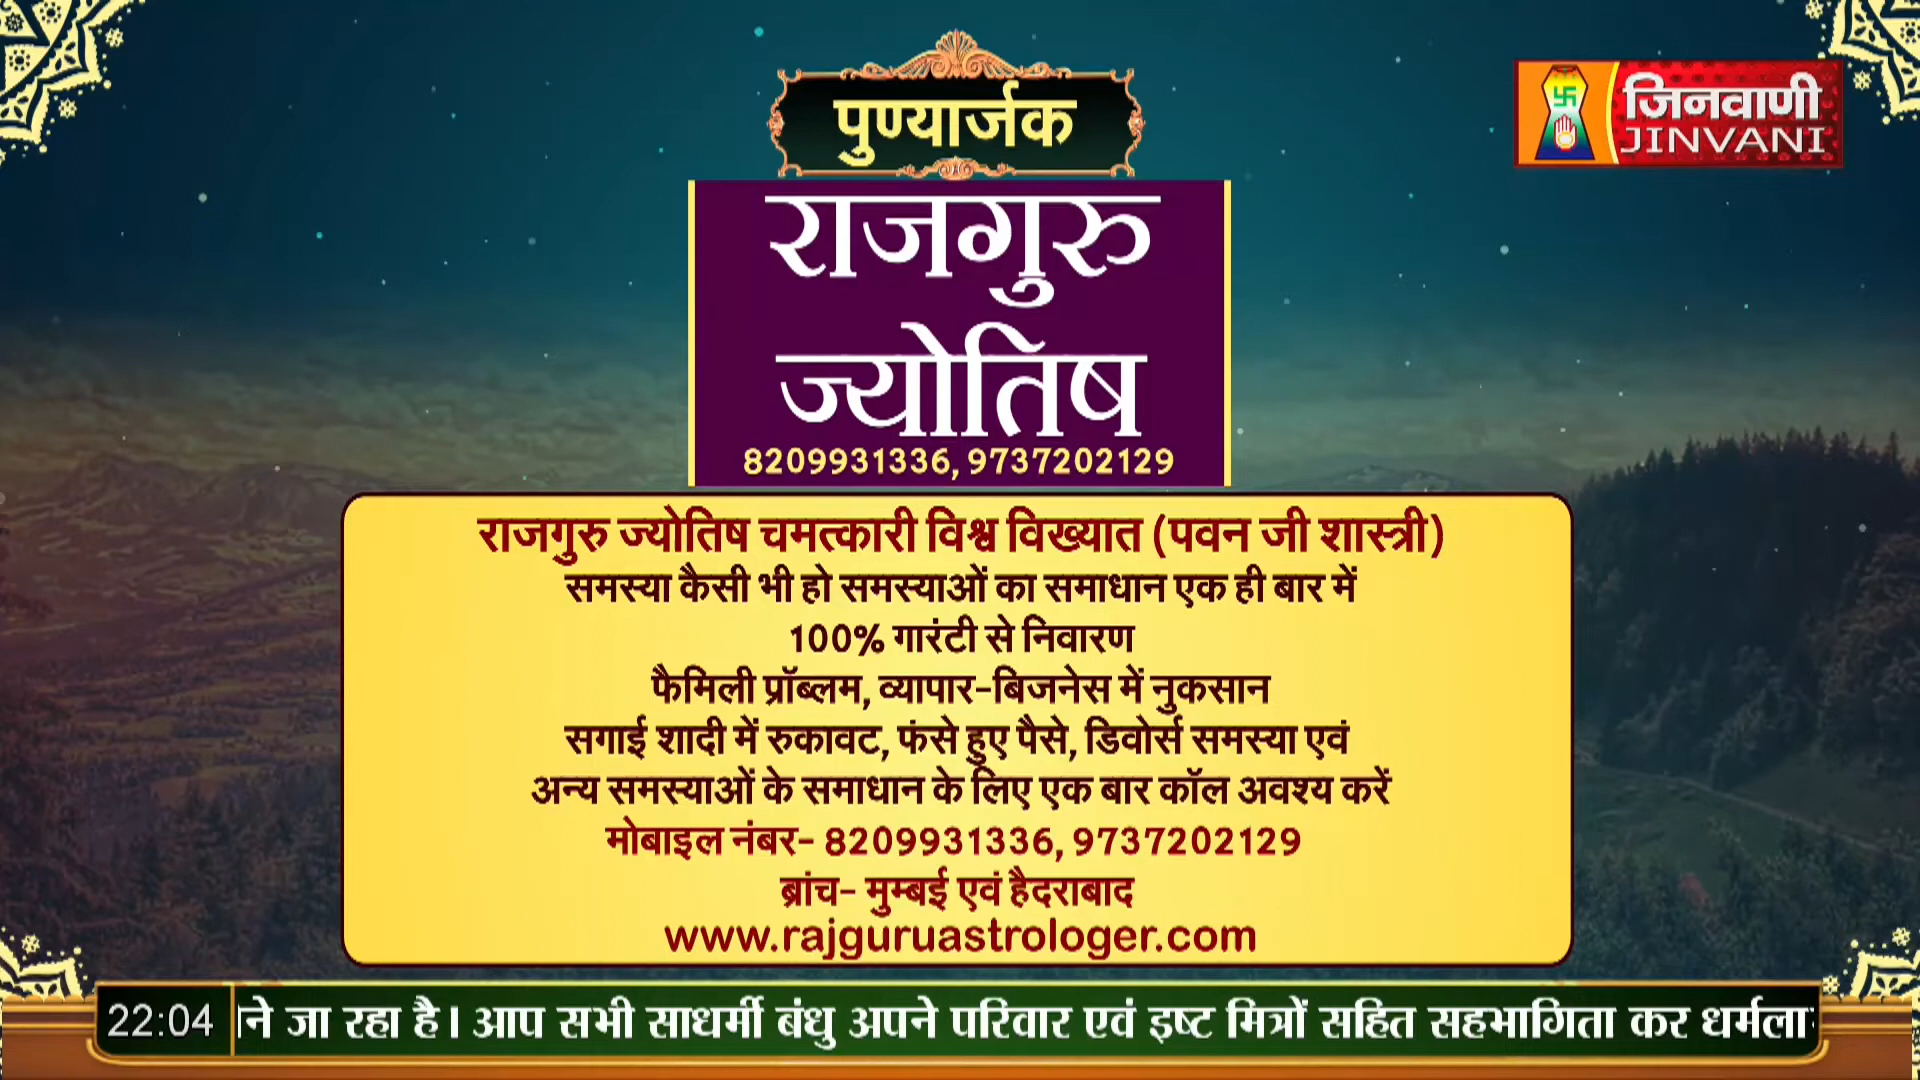 पुण्यार्जक
जिनवाणी
JINVANI
राजगुरु
ज्योतिष
8209931336, 9737202129
राजगुरु ज्योतिष चमत्कारी विश्व विख्यात (पवन जी शास्त्री)
समस्या कैसी भी हो समस्याओं का समाधान एक ही बार में
100% गारंटी से निवारण
फैमिली प्रॉब्लम, व्यापार-बिजनेस में नुकसान
सगाई शादी में रुकावट, फंसे हुए पैसे, डिवोर्स समस्या एवं
अन्य समस्याओं के समाधान के लिए एक बार कॉल अवश्य करें
मोबाइल नंबर- 8209931336, 9737202129
ब्रांच- मुम्बई एवं हैदराबाद
www.rajguruastrologer.com
22:04 ने जा रहा है। आप सभी साधर्मी बंधु अपने परिवार एवं इष्ट मित्रों सहित सहभागिता कर